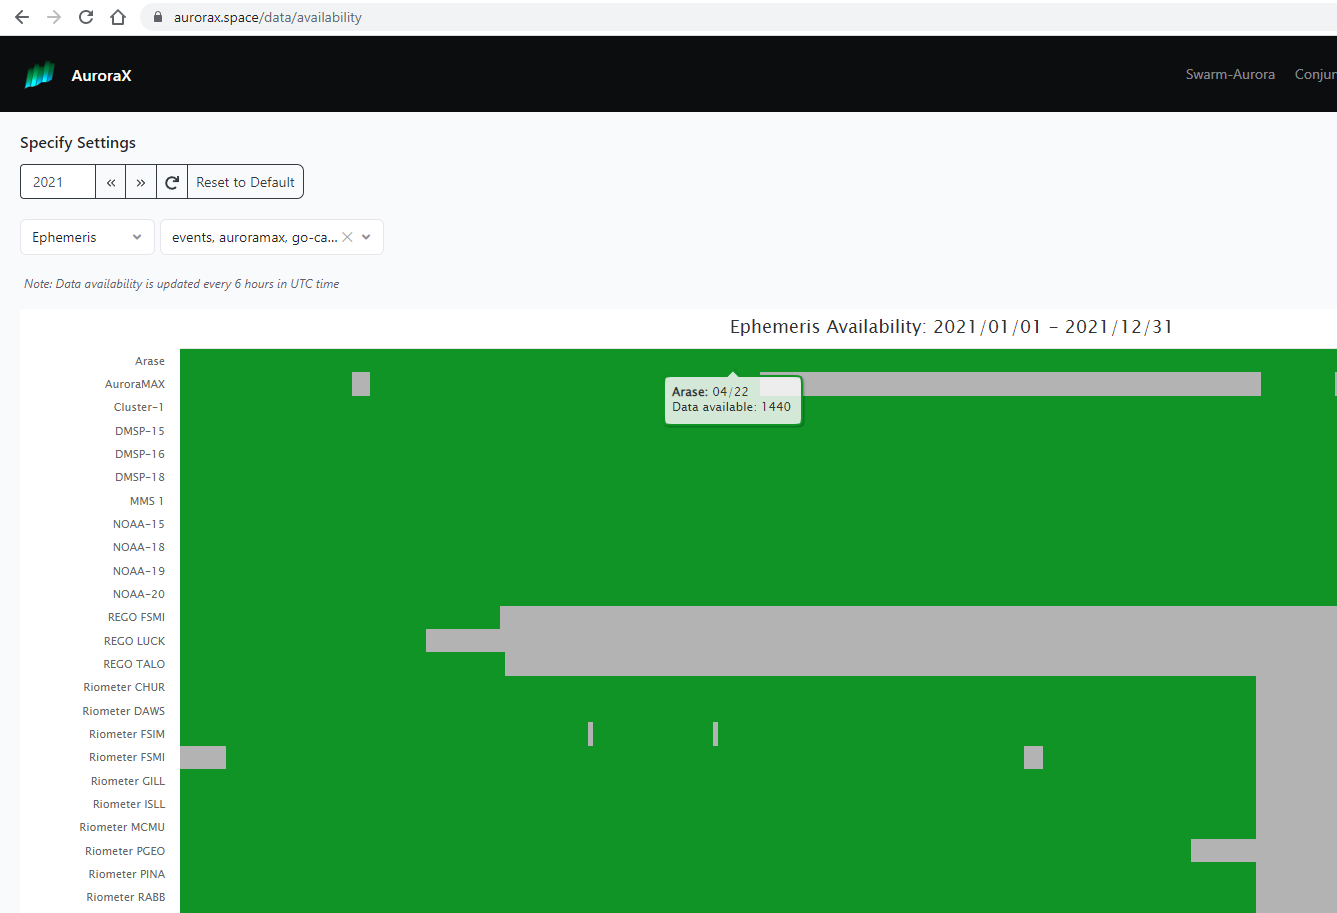 aurorax.space/data/availability
AuroraX
Swarm-Aurora Conjun
Specify Settings
2021 « » Reset to Default
Ephemeris events, auroramax, go-ca...
Note: Data availability is updated every 6 hours in UTC time
Ephemeris Availability: 2021/01/01 - 2021/12/31
Arase
AuroraMAX
Arase: 04/22
Data available: 1440
Cluster-1
DMSP-15
DMSP-16
DMSP-18
MMS 1
NOAA-15
NOAA-18
NOAA-19
NOAA-20
REGO FSMI
REGO LUCK
REGO TALO
Riometer CHUR
Riometer DAWS
Riometer FSIM
Riometer FSMI
Riometer GILL
Riometer ISLL
Riometer MCMU
Riometer PGEO
Riometer PINA
Riometer RABB